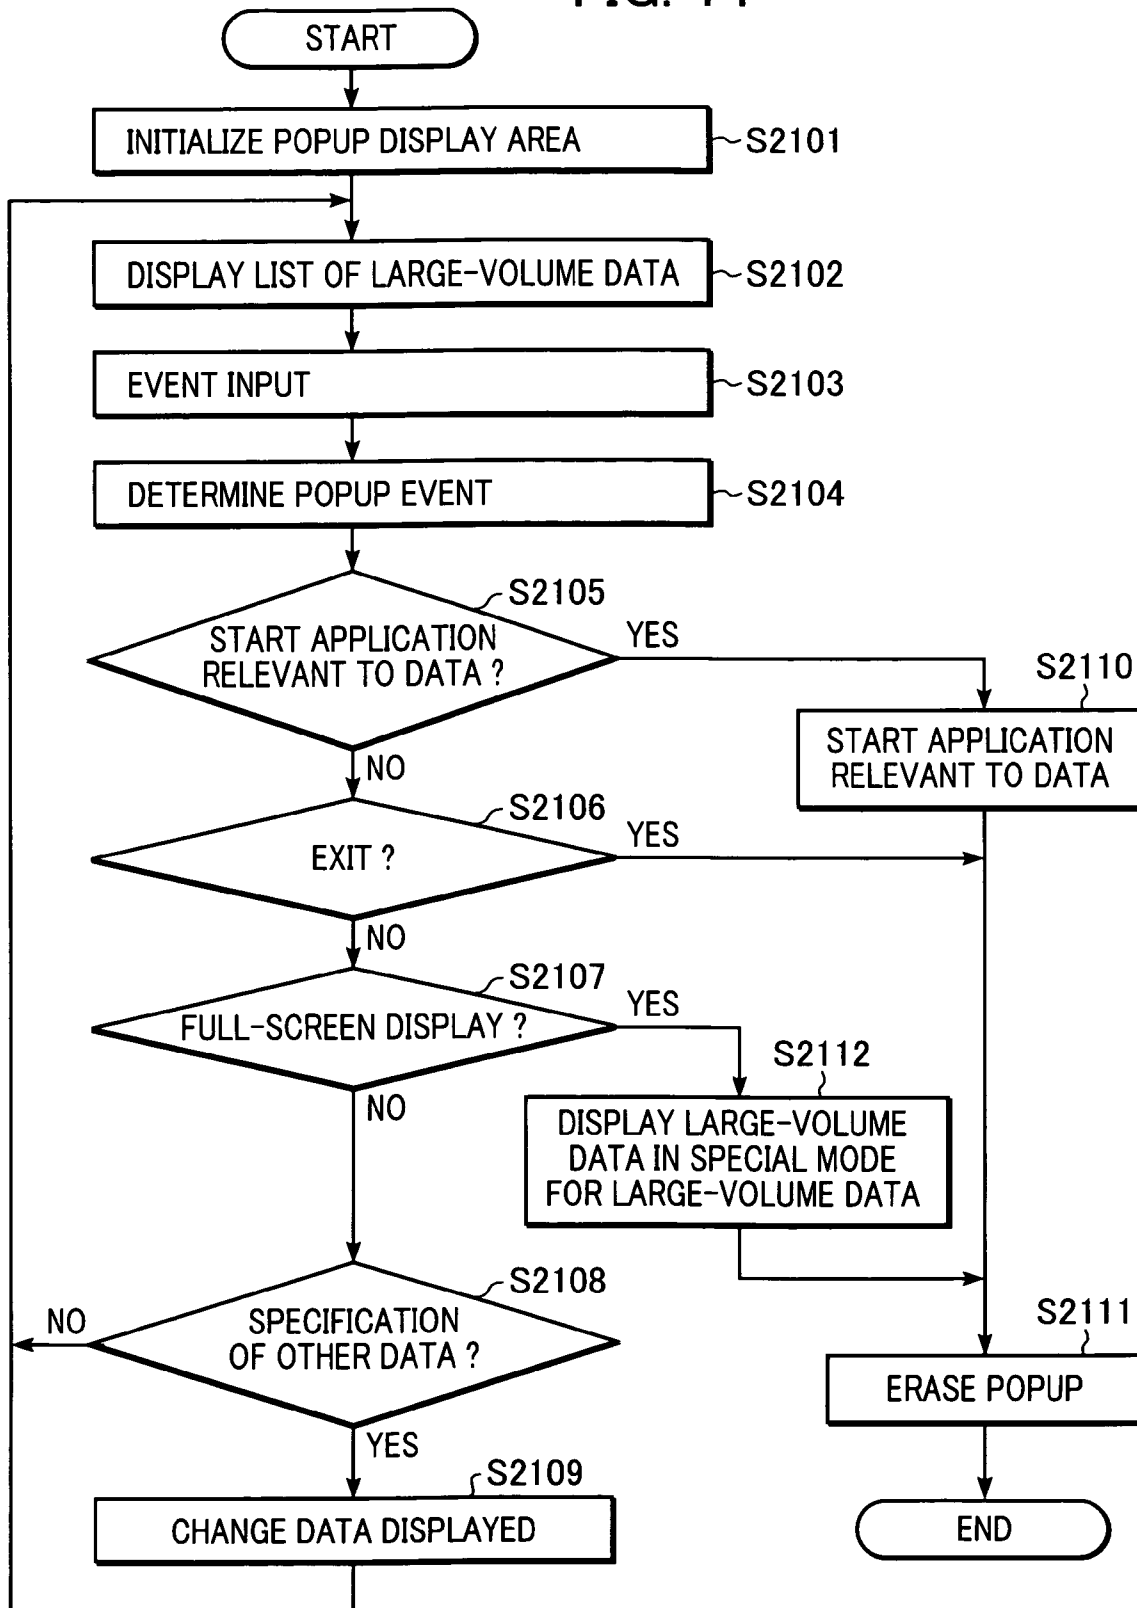 START
INITIALIZE POPUP DISPLAY AREA
S2101
DISPLAY LIST OF LARGE-VOLUME DATA
S2102
EVENT INPUT
S2103
DETERMINE POPUP EVENT
S2104
S2105
START APPLICATION
RELEVANT TO DATA ?
YES
NO
S2110
START APPLICATION
RELEVANT TO DATA
S2106
EXIT ?
YES
NO
S2107
FULL-SCREEN DISPLAY ?
YES
NO
S2112
DISPLAY LARGE-VOLUME
DATA IN SPECIAL MODE
FOR LARGE-VOLUME DATA
S2108
SPECIFICATION
OF OTHER DATA ?
NO
YES
S2111
ERASE POPUP
S2109
CHANGE DATA DISPLAYED
END